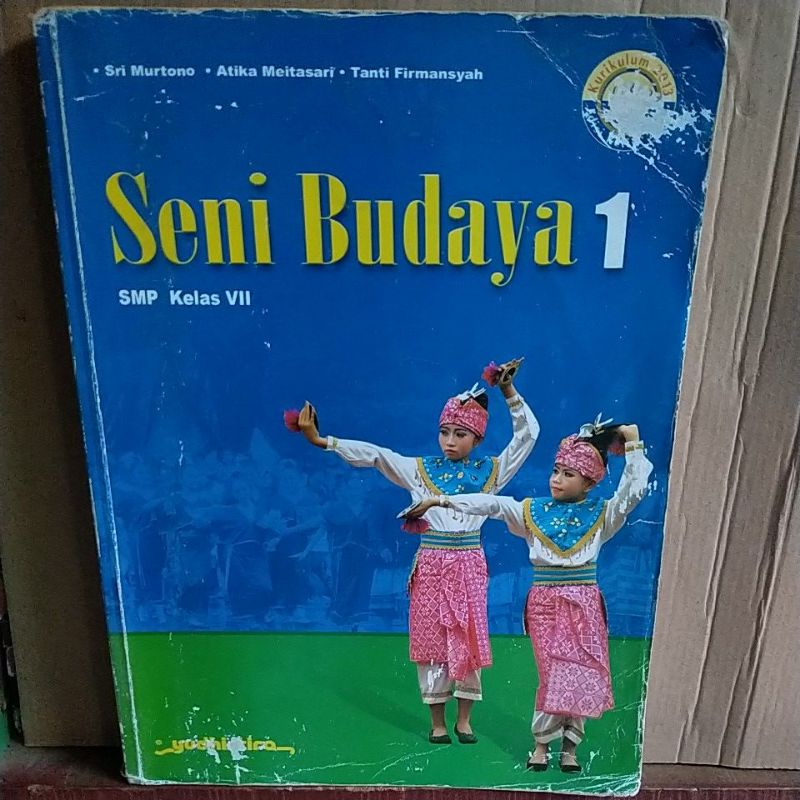 • Sri Murtono • Atika Meitasari • Tanti Firmansyah
Kurikulum 2013
Seni Budaya 1
SMP Kelas VII
yudhistira